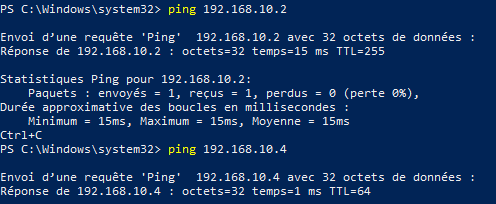 PS C:\Windows\system32> ping 192.168.10.2
Envoi d’une requête 'Ping'  192.168.10.2 avec 32 octets de données :
Réponse de 192.168.10.2 : octets=32 temps=15 ms TTL=255
Statistiques Ping pour 192.168.10.2:
    Paquets : envoyés = 1, reçus = 1, perdus = 0 (perte 0%),
Durée approximative des boucles en millisecondes :
    Minimum = 15ms, Maximum = 15ms, Moyenne = 15ms
Ctrl+C
PS C:\Windows\system32> ping 192.168.10.4
Envoi d’une requête 'Ping'  192.168.10.4 avec 32 octets de données :
Réponse de 192.168.10.4 : octets=32 temps=1 ms TTL=64